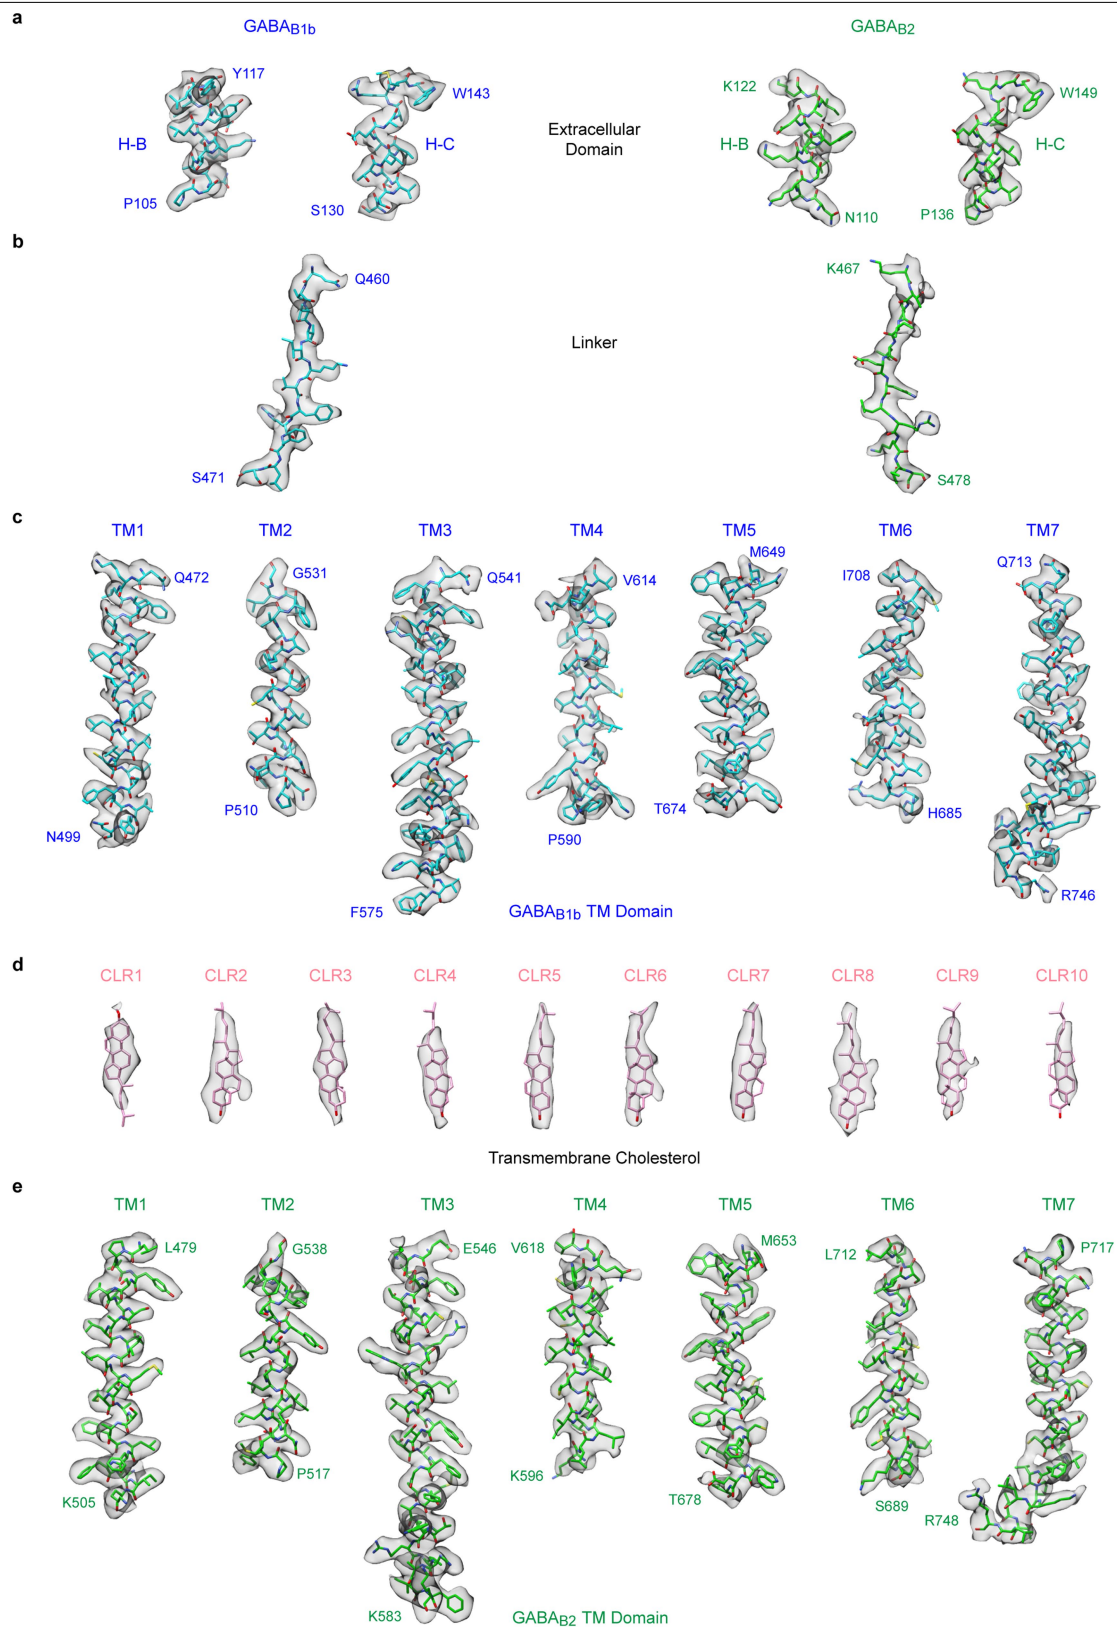 a
GABAB1b
GABAB2
Y117
W143
K122
W149
H-B
H-C
Extracellular
Domain
H-B
H-C
P105
S130
N110
P136
b
Q460
K467
Linker
S471
S478
c
TM1
TM2
TM3
TM4
TM5
TM6
TM7
Q472
G531
Q541
V614
M649
I708
Q713
N499
P510
F575
P590
T674
H685
R746
GABAB1b TM Domain
d
CLR1
CLR2
CLR3
CLR4
CLR5
CLR6
CLR7
CLR8
CLR9
CLR10
Transmembrane Cholesterol
e
TM1
TM2
TM3
TM4
TM5
TM6
TM7
L479
G538
E546
V618
M653
L712
P717
K505
P517
K583
K596
T678
S689
R748
GABAB2 TM Domain